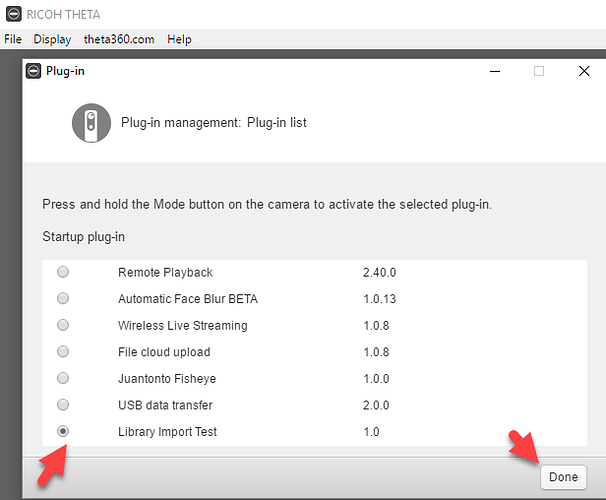 RICOH THETA
File Display theta360.com Help
Plug-in
Plug-in management: Plug-in list
Press and hold the Mode button on the camera to activate the selected plug-in.
Startup plug-in
Remote Playback 2.40.0
Automatic Face Blur BETA 1.0.13
Wireless Live Streaming 1.0.8
File cloud upload 1.0.8
Juantonto Fisheye 1.0.0
USB data transfer 2.0.0
Library Import Test 1.0
Done